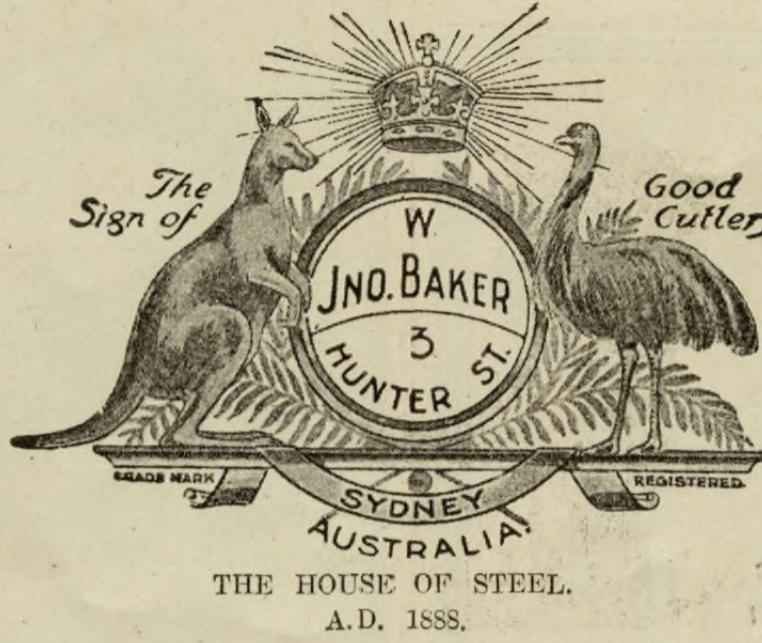 The
Sign of
Good
Cutlery
W
JNO. BAKER
3
HUNTER ST.
TRADE MARK
REGISTERED
SYDNEY
AUSTRALIA.
THE HOUSE OF STEEL.
A.D. 1888.